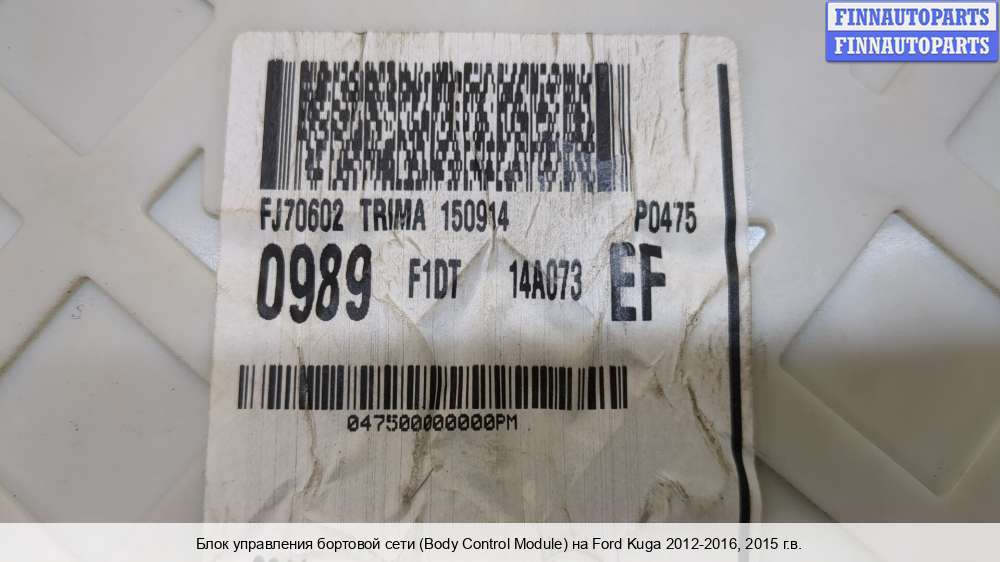 FINNAUTOPARTS
FINNAUTOPARTS
FJ70602 TRIMA 150914 P0475
0989 F1DT 14A073 EF
047500000000PM
Блок управления бортовой сети (Body Control Module) на Ford Kuga 2012-2016, 2015 г.в.